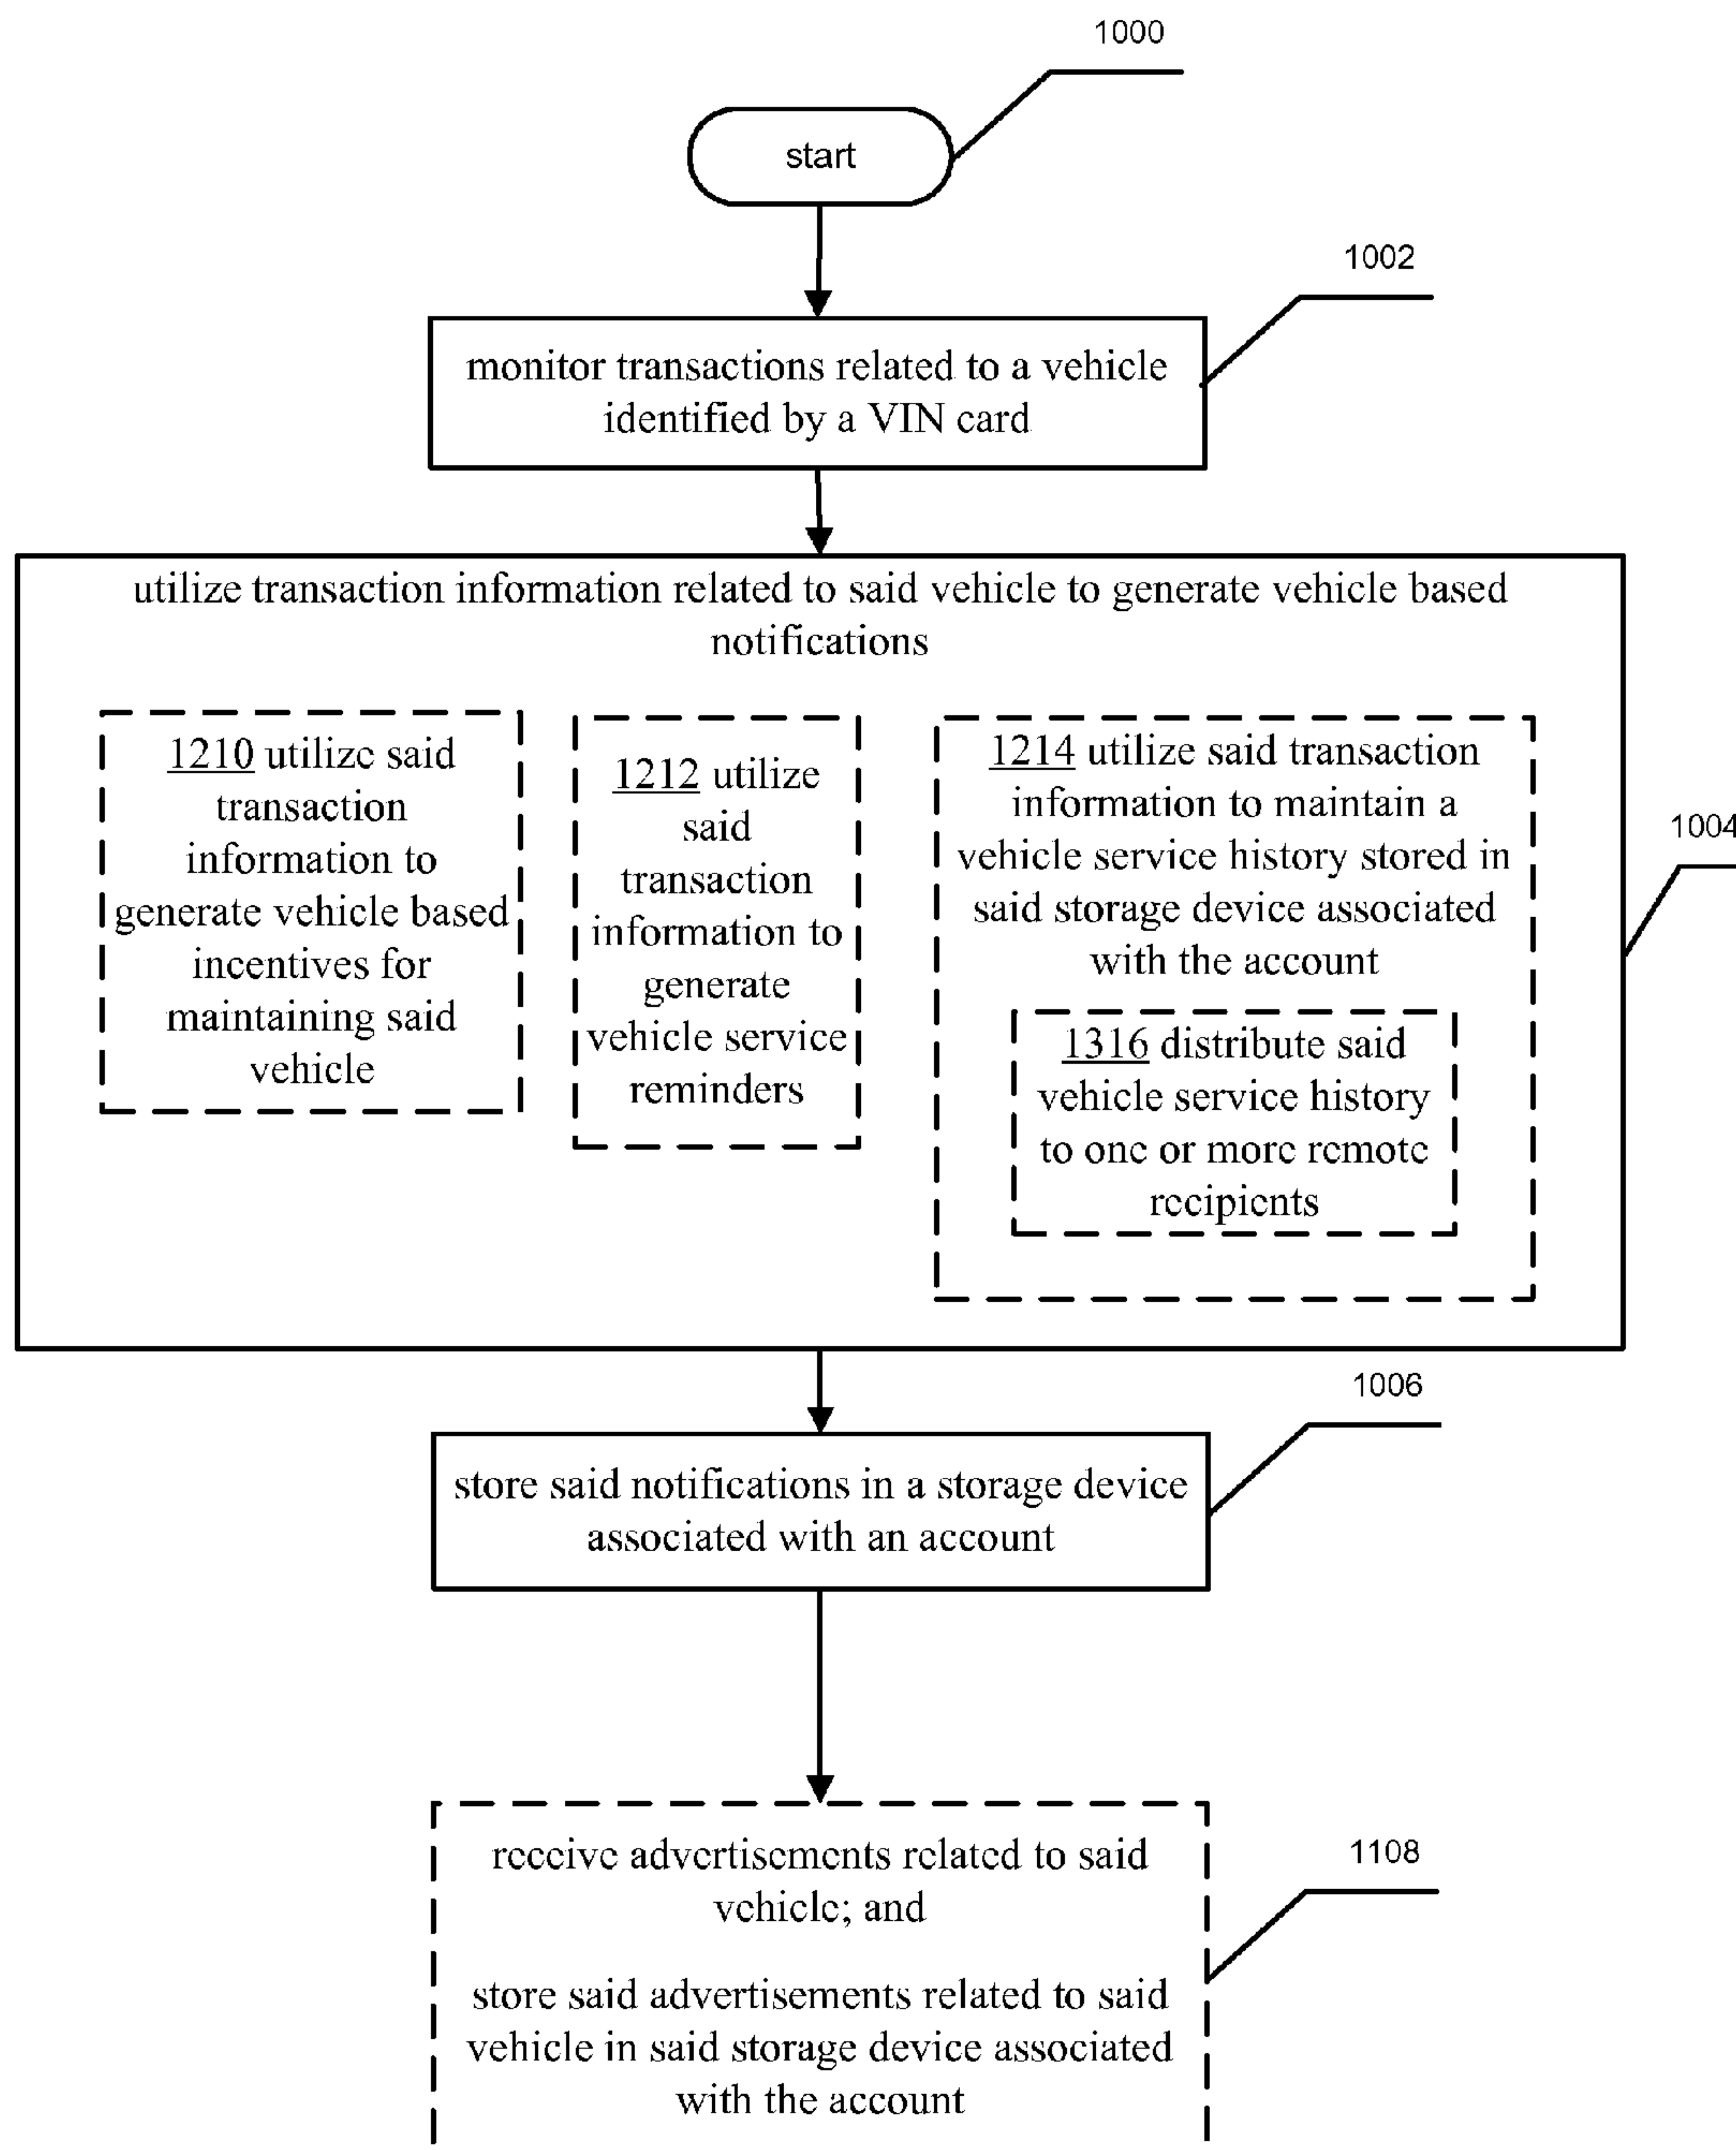 1000
start
1002
monitor transactions related to a vehicle
identified by a VIN card
utilize transaction information related to said vehicle to generate vehicle based
notifications
1210 utilize said
transaction
information to
generate vehicle based
incentives for
maintaining said
vehicle
1212 utilize
said
transaction
information to
generate
vehicle service
reminders
1214 utilize said transaction
information to maintain a
vehicle service history stored in
said storage device associated
with the account
1316 distribute said
vehicle service history
to one or more remote
recipients
1004
1006
store said notifications in a storage device
associated with an account
1108
receive advertisements related to said
vehicle; and
store said advertisements related to said
vehicle in said storage device associated
with the account